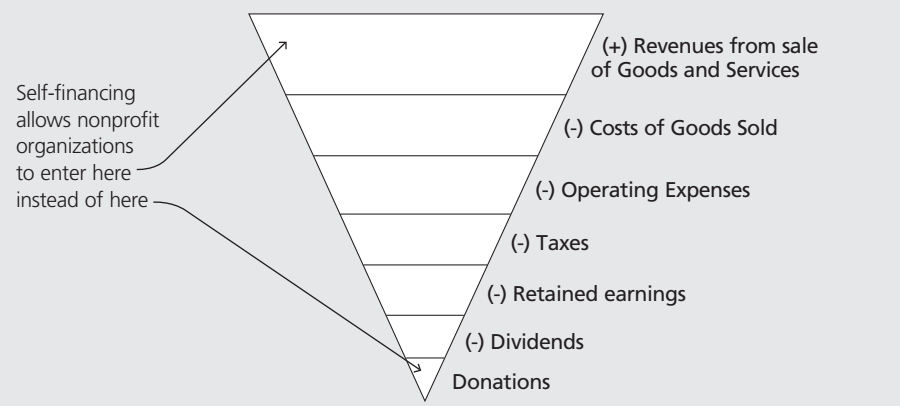 Self-financing
allows nonprofit
organizations
to enter here
instead of here
(+) Revenues from sale
of Goods and Services
(-) Costs of Goods Sold
(-) Operating Expenses
(-) Taxes
(-) Retained earnings
(-) Dividends
Donations